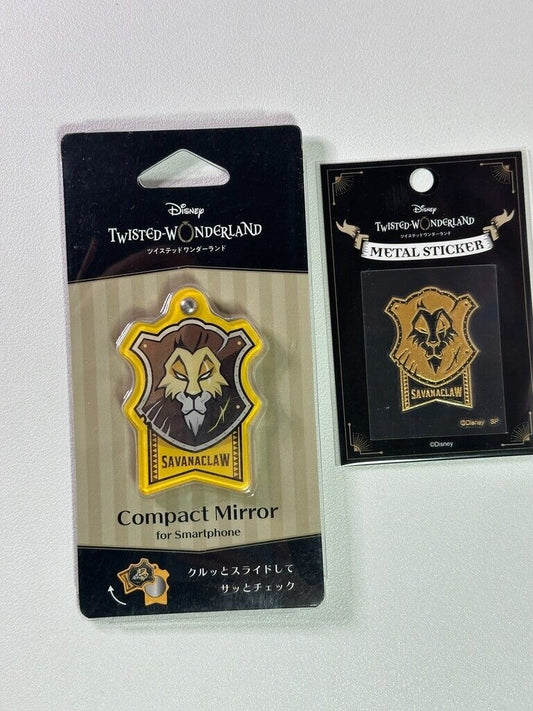 Disney
TWISTED-WONDERLAND
ツイステッドワンダーランド
SAVANACLAW
Compact Mirror
for Smartphone
クルッとスライドして
サッとチェック
Disney
TWISTED-WONDERLAND
ツイステッドワンダーランド
METAL STICKER
SAVANACLAW
©Disney SP
©Disney